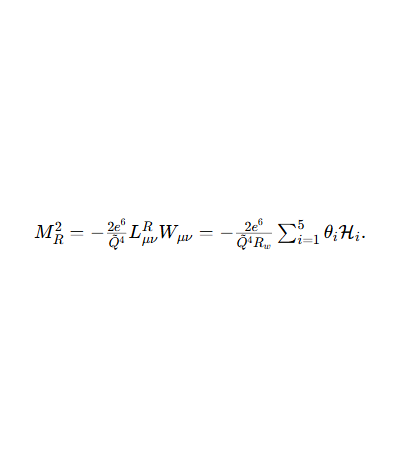 $M_R^2 = -\frac{2e^6}{\tilde{Q}^4} L_{\mu\nu}^R W_{\mu\nu} = -\frac{2e^6}{\tilde{Q}^4 R_w} \sum_{i=1}^{5} \theta_i \mathcal{H}_i.$